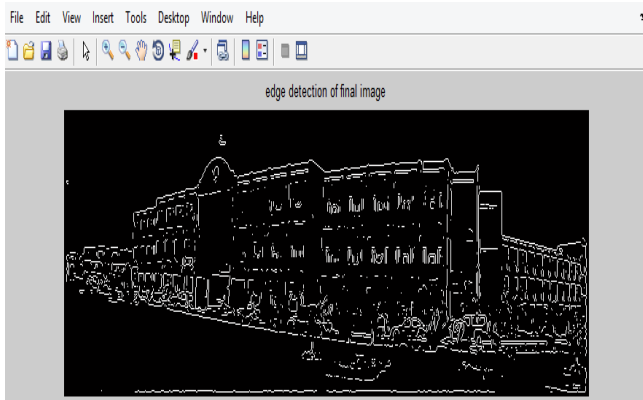 File Edit View Insert Tools Desktop Window Help
edge detection of final image